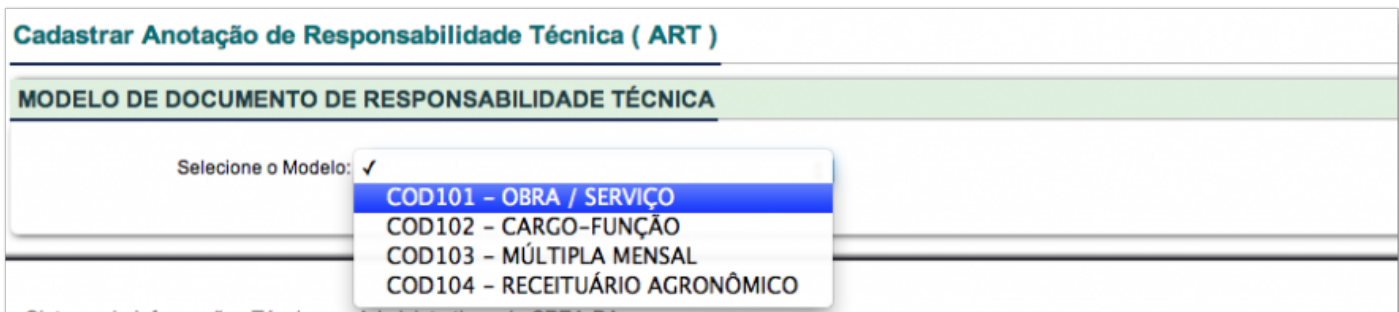 Cadastrar Anotação de Responsabilidade Técnica ( ART )
MODELO DE DOCUMENTO DE RESPONSABILIDADE TÉCNICA
Selecione o Modelo: ✓
COD101 – OBRA / SERVIÇO
COD102 – CARGO–FUNÇÃO
COD103 – MÚLTIPLA MENSAL
COD104 – RECEITUÁRIO AGRONÔMICO